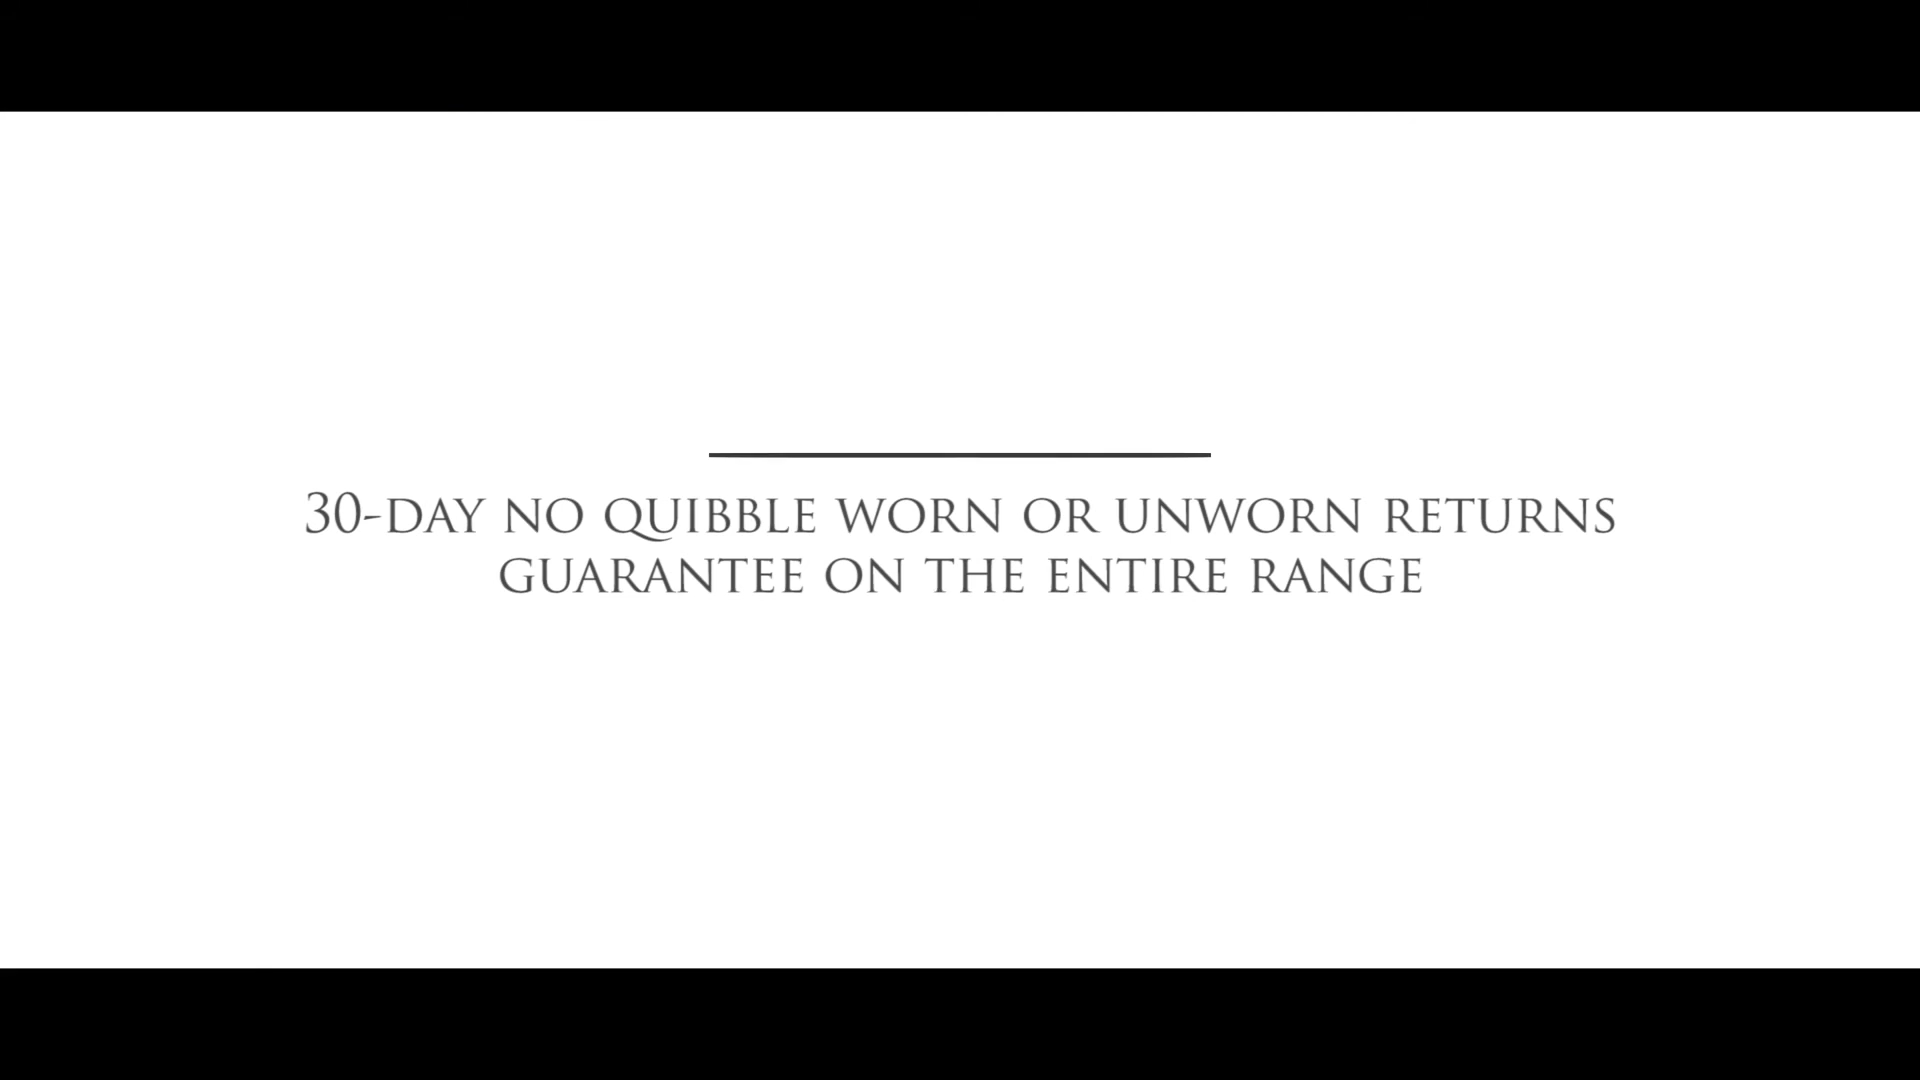 30-DAY NO QUIBBLE WORN OR UNWORN RETURNS
GUARANTEE ON THE ENTIRE RANGE